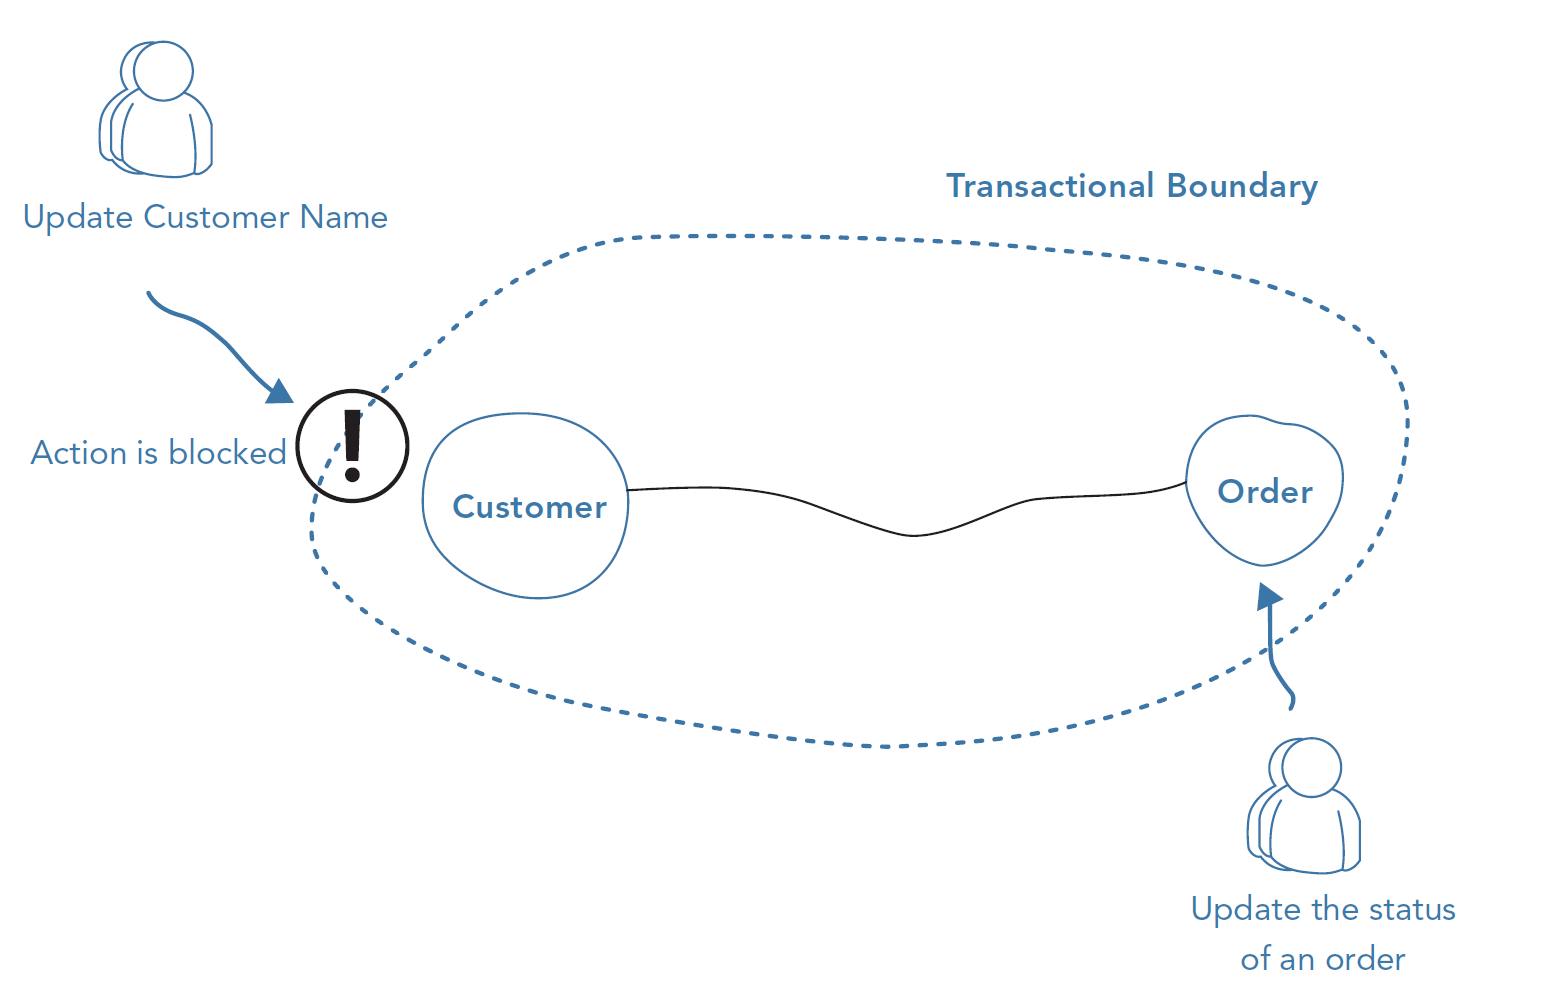 Update Customer Name
Transactional Boundary
Action is blocked
!
Customer
Order
Update the status
of an order